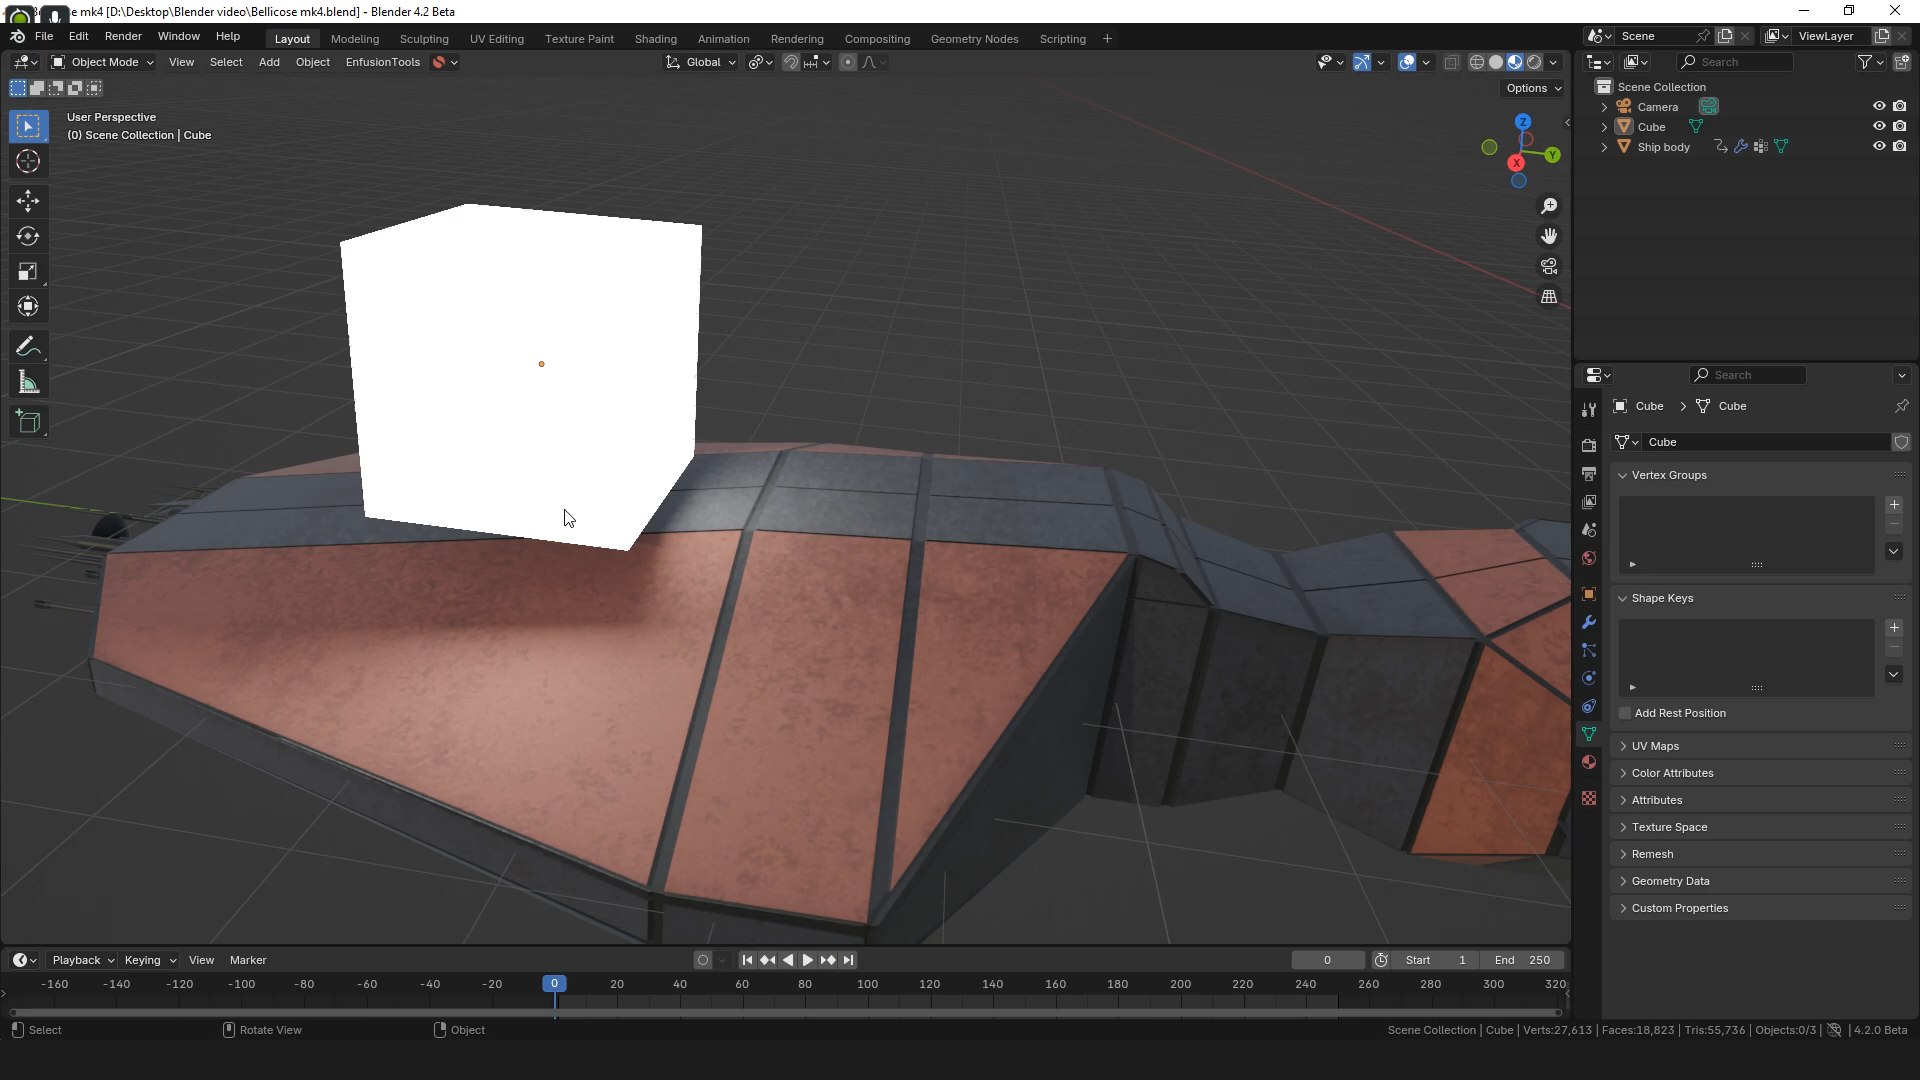 se mk4 [D:\Desktop\Blender video\Bellicose mk4.blend] - Blender 4.2 Beta
File Edit Render Window Help Layout Modeling Sculpting UV Editing Texture Paint Shading Animation Rendering Compositing Geometry Nodes Scripting + Scene ViewLayer
Object Mode View Select Add Object EnfusionTools Global Search
Options
User Perspective
(0) Scene Collection | Cube
Z
Y
X
Scene Collection
Camera
Cube
Ship body
Search
Cube > Cube
Cube
Vertex Groups
Shape Keys
Add Rest Position
UV Maps
Color Attributes
Attributes
Texture Space
Remesh
Geometry Data
Custom Properties
Playback Keying View Marker 0 Start 1 End 250
-160 -140 -120 -100 -80 -60 -40 -20 0 20 40 60 80 100 120 140 160 180 200 220 240 260 280 300 320
Select Rotate View Object Scene Collection | Cube | Verts:27,613 | Faces:18,823 | Tris:55,736 | Objects:0/3 | 4.2.0 Beta